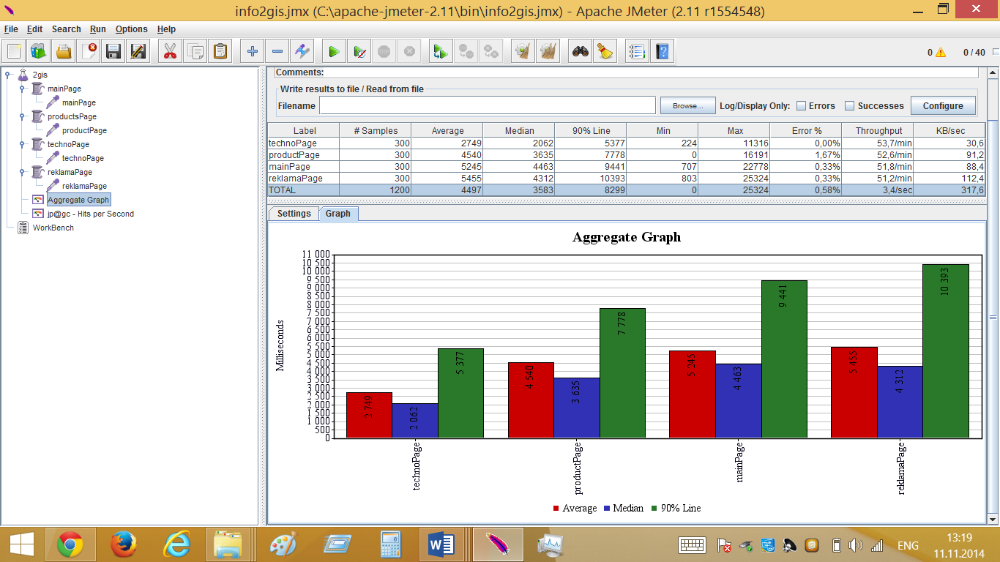 info2gis.jmx (C:\apache-jmeter-2.11\bin\info2gis.jmx) - Apache JMeter (2.11 r1554548)
File Edit Search Run Options Help
0 0 / 40
2gis
mainPage
mainPage
productsPage
productPage
technoPage
technoPage
reklamaPage
reklamaPage
Aggregate Graph
jp@gc - Hits per Second
WorkBench
Comments:
Write results to file / Read from file
Filename Browse... Log/Display Only: Errors Successes Configure
Label # Samples Average Median 90% Line Min Max Error % Throughput KB/sec
technoPage 300 2749 2062 5377 224 11316 0,00% 53,7/min 30,6
productPage 300 4540 3635 7778 0 16191 1,67% 52,6/min 91,2
mainPage 300 5245 4463 9441 707 22778 0,33% 51,8/min 88,4
reklamaPage 300 5455 4312 10393 803 25324 0,33% 51,2/min 112,4
TOTAL 1200 4497 3583 8299 0 25324 0,58% 3,4/sec 317,6
Settings Graph
Aggregate Graph
Milliseconds
11 000
10 500
10 000
9 500
9 000
8 500
8 000
7 500
7 000
6 500
6 000
5 500
5 000
4 500
4 000
3 500
3 000
2 500
2 000
1 500
1 000
500
0
2 749 2 062 5 377
4 540 3 635 7 778
5 245 4 463 9 441
5 455 4 312 10 393
technoPage productPage mainPage reklamaPage
Average Median 90% Line
ENG
13:19
11.11.2014